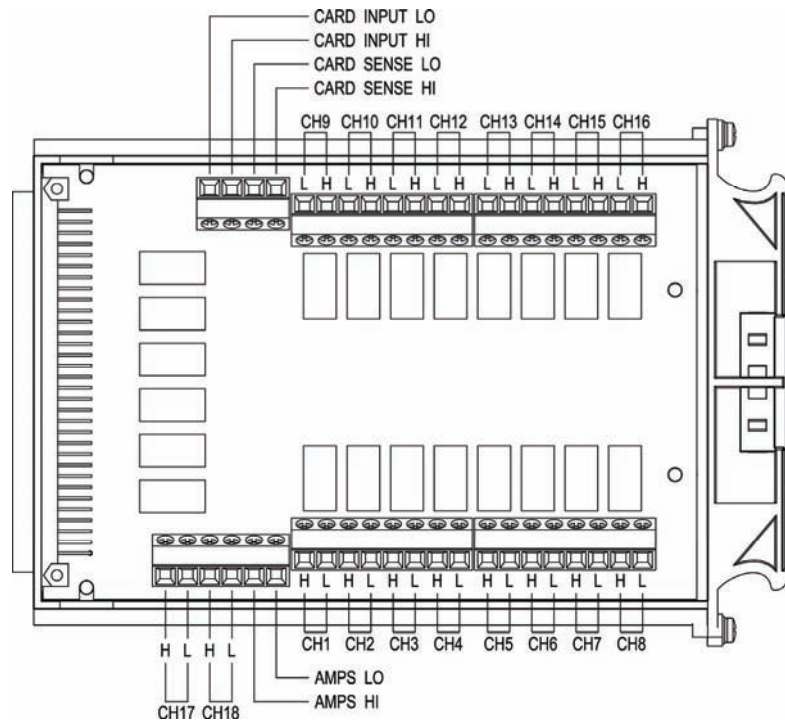 CARD INPUT LO
CARD INPUT HI
CARD SENSE LO
CARD SENSE HI
CH9 CH10 CH11 CH12 CH13 CH14 CH15 CH16
L H L H L H L H L H L H L H L H
H L H L H L H L H L H L H L H L
CH1 CH2 CH3 CH4 CH5 CH6 CH7 CH8
H L H L
AMPS LO
AMPS HI
CH17 CH18